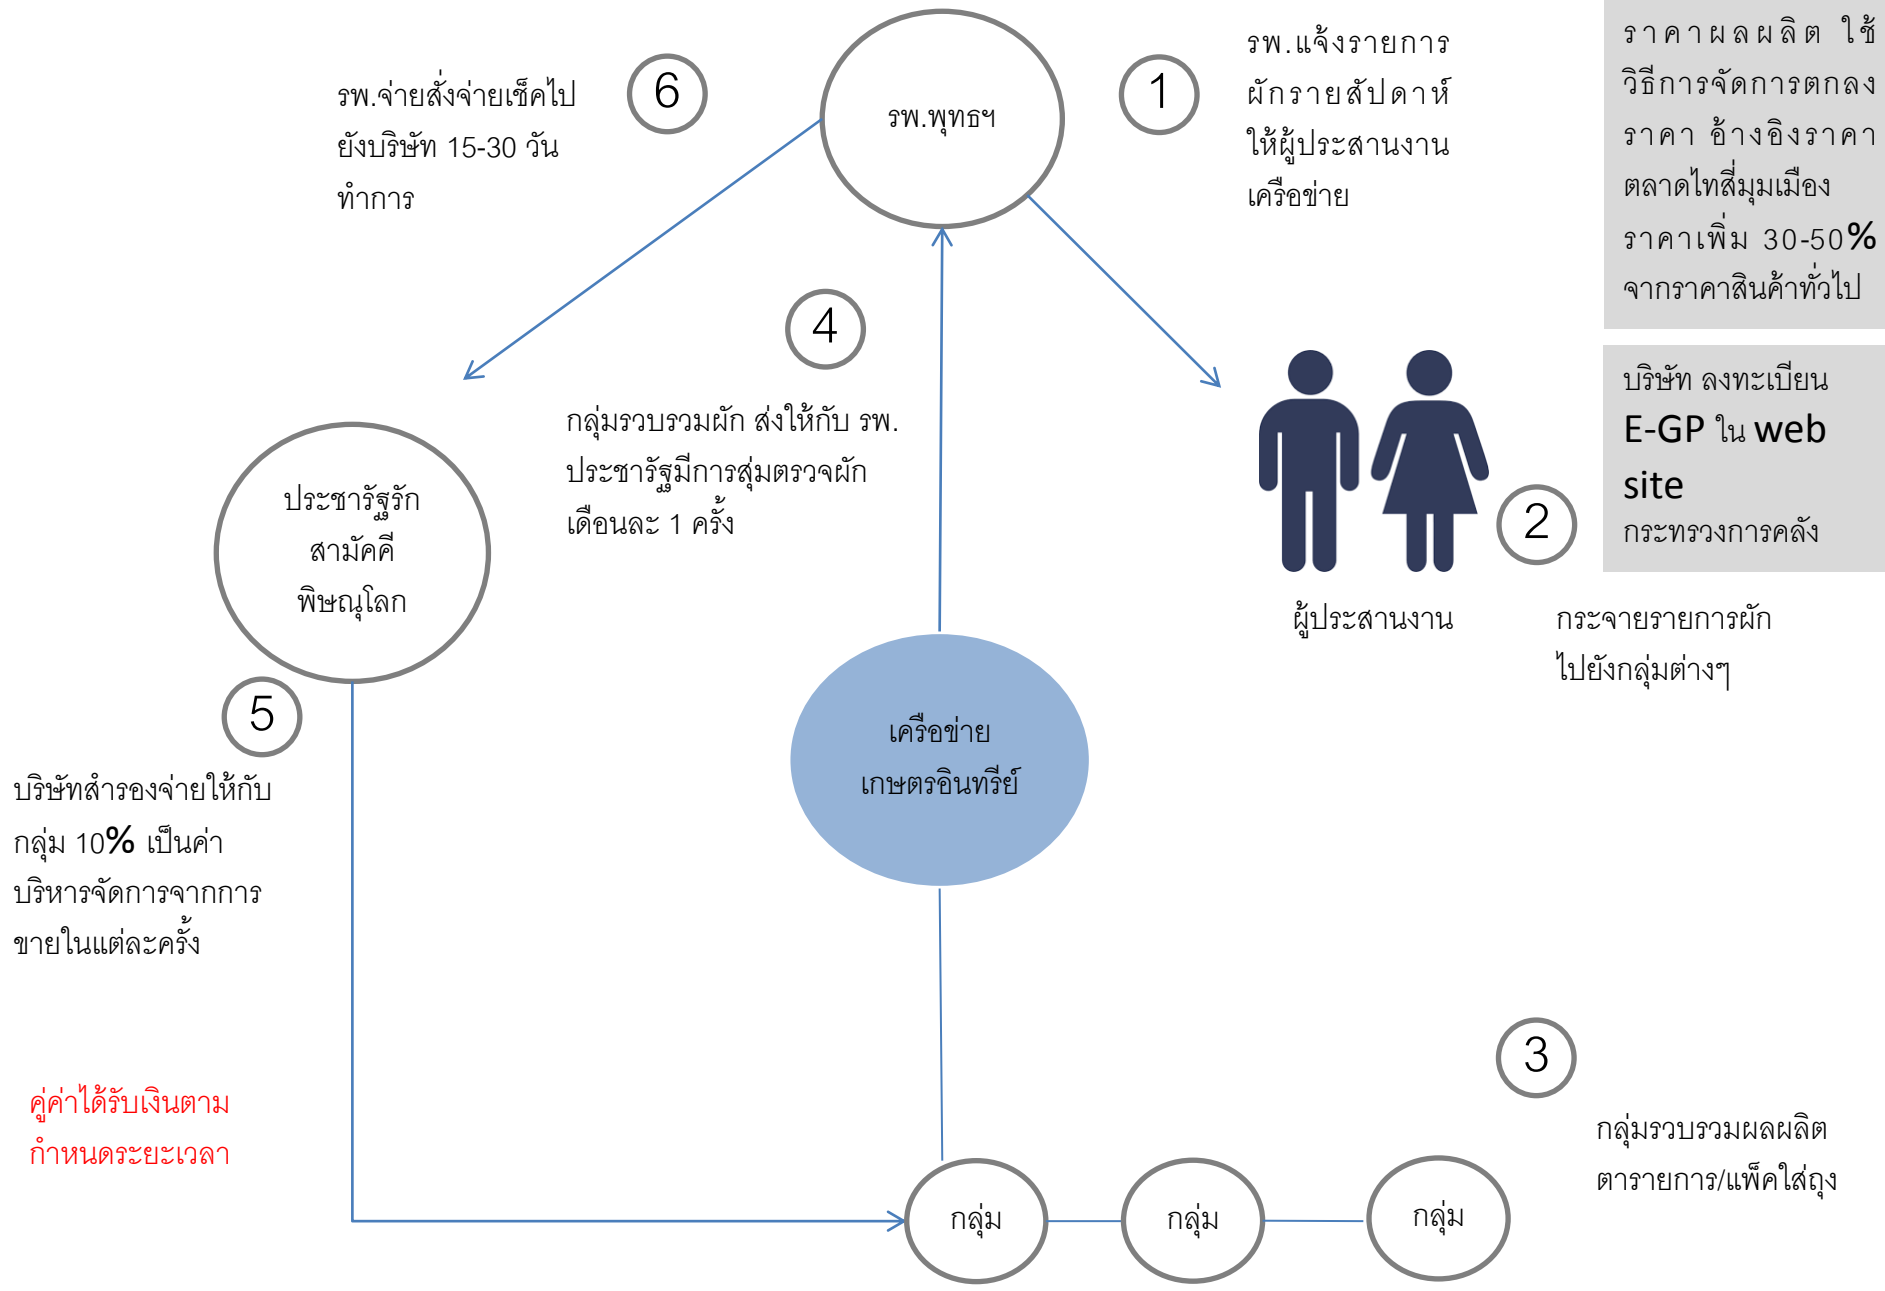 รพ.จ่ายสั่งจ่ายเช็คไป
ยังบริษัท 15-30 วัน
ทำการ
6
รพ.พุทธฯ
1
รพ.แจ้งรายการ
ผักรายสัปดาห์
ให้ผู้ประสานงาน
เครือข่าย
ราคาผลผลิต ใช้
วิธีการจัดการตกลง
ราคา อ้างอิงราคา
ตลาดไทสี่มุมเมือง
ราคาเพิ่ม 30-50%
จากราคาสินค้าทั่วไป
บริษัท ลงทะเบียน
E-GP ใน web
site
กระทรวงการคลัง
4
กลุ่มรวบรวมผัก ส่งให้กับ รพ.
ประชารัฐมีการสุ่มตรวจผัก
เดือนละ 1 ครั้ง
ประชารัฐรัก
สามัคคี
พิษณุโลก
2
ผู้ประสานงาน
กระจายรายการผัก
ไปยังกลุ่มต่างๆ
5
บริษัทสำรองจ่ายให้กับ
กลุ่ม 10% เป็นค่า
บริหารจัดการจากการ
ขายในแต่ละครั้ง
เครือข่าย
เกษตรอินทรีย์
คู่ค่าได้รับเงินตาม
กำหนดระยะเวลา
3
กลุ่มรวบรวมผลผลิต
ตารายการ/แพ็คใส่ถุง
กลุ่ม
กลุ่ม
กลุ่ม